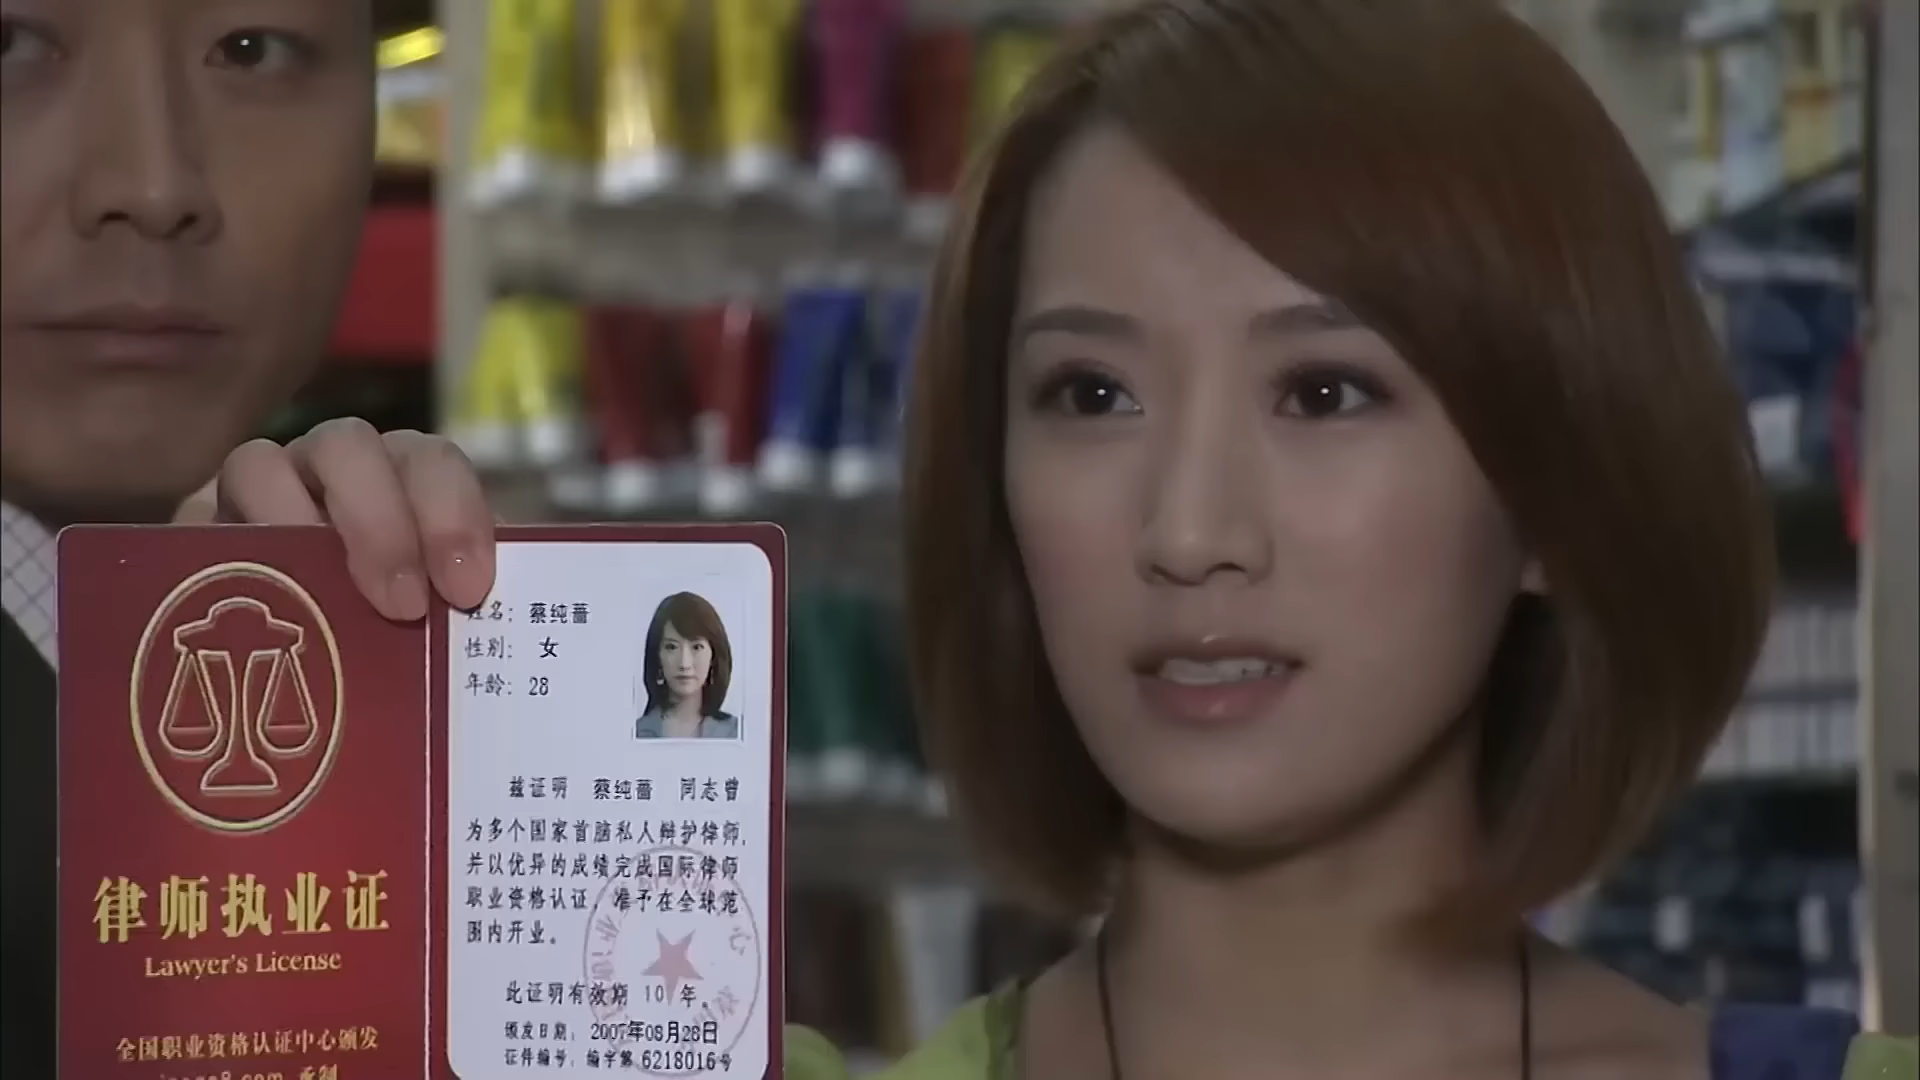 律师执业证
Lawyer's License
全国职业资格认证中心颁发
承制
姓名：蔡纯蔷
性别：女
年龄：28
兹证明 蔡纯蔷 同志曾
为多个国家首脑私人辩护律师，
并以优异的成绩完成国际律师
职业资格认证，准予在全球范
围内开业。
此证明有效期 10 年。
颁发日期：2007年08月28日
证件编号：编字第 6218016号